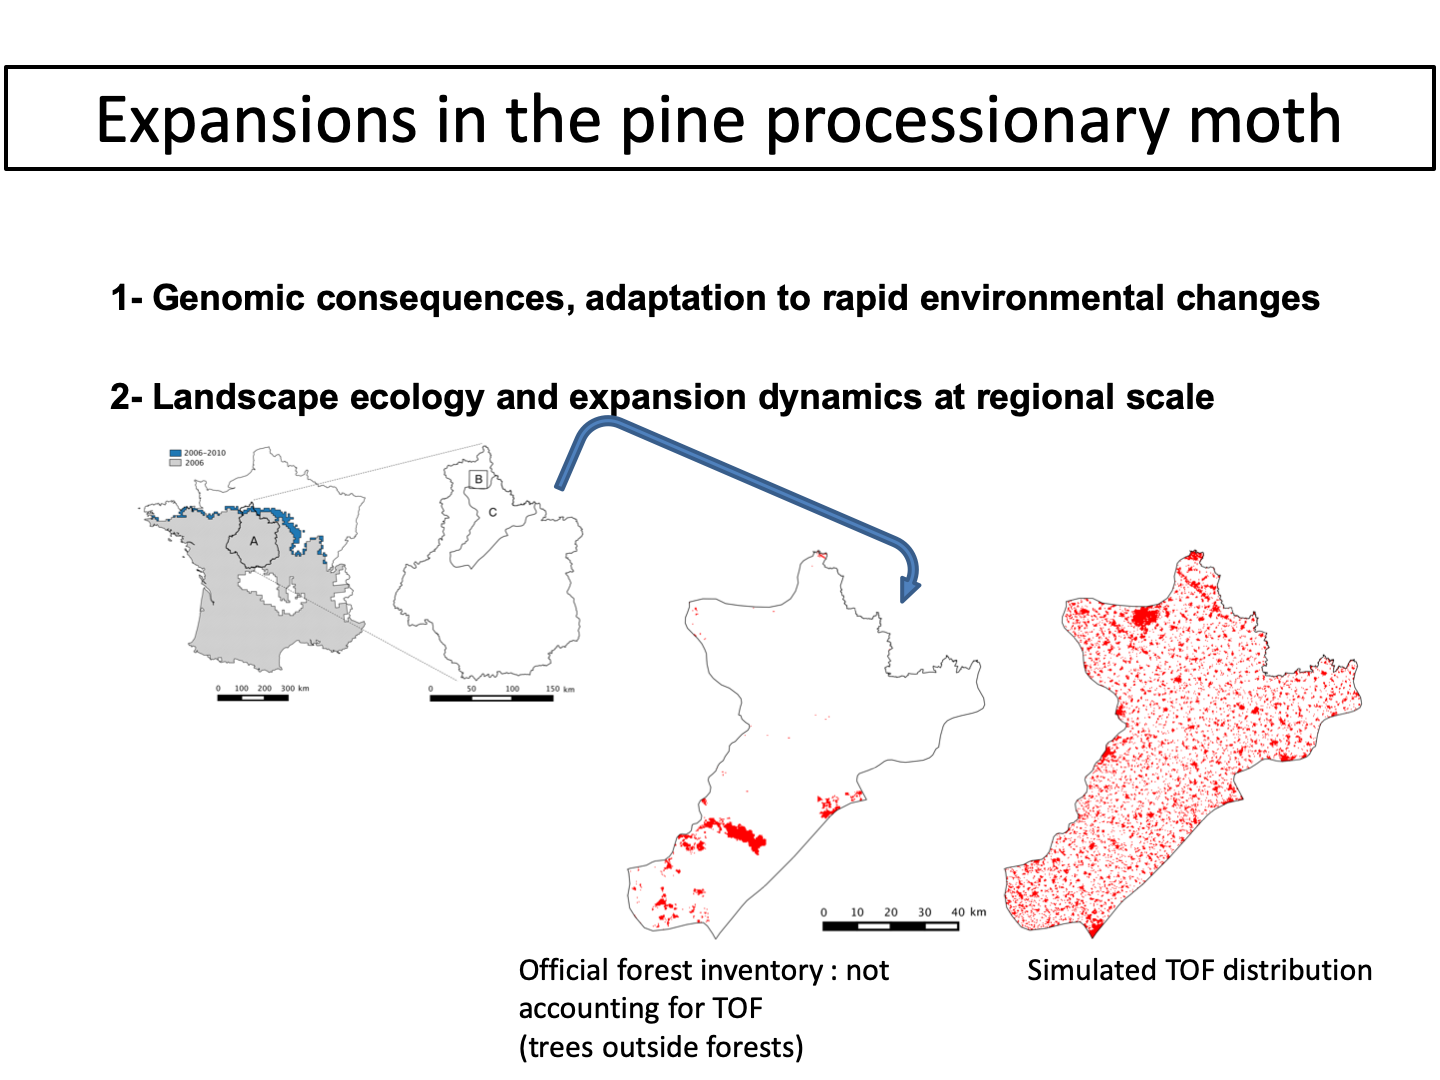 Expansions in the pine processionary moth
1- Genomic consequences, adaptation to rapid environmental changes
2- Landscape ecology and expansion dynamics at regional scale
2006-2010
2006
A
B
C
0 100 200 300 km
0 50 100 150 km
0 10 20 30 40 km
Official forest inventory : not
accounting for TOF
(trees outside forests)
Simulated TOF distribution